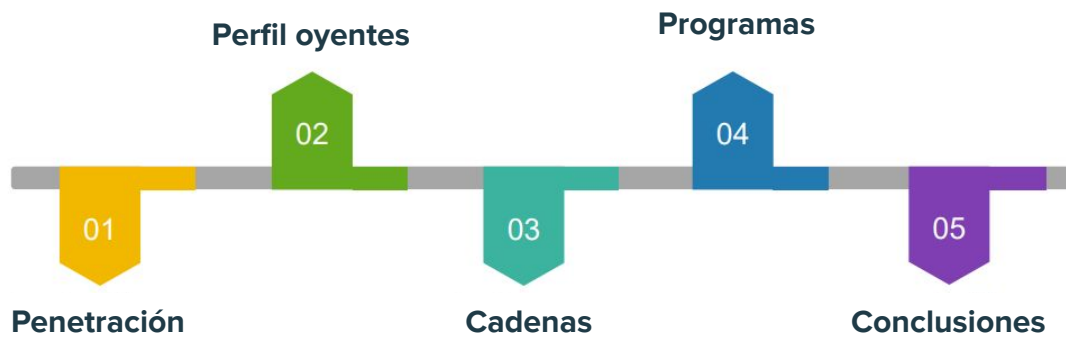 01
Penetración
02
Perfil oyentes
03
Cadenas
04
Programas
05
Conclusiones